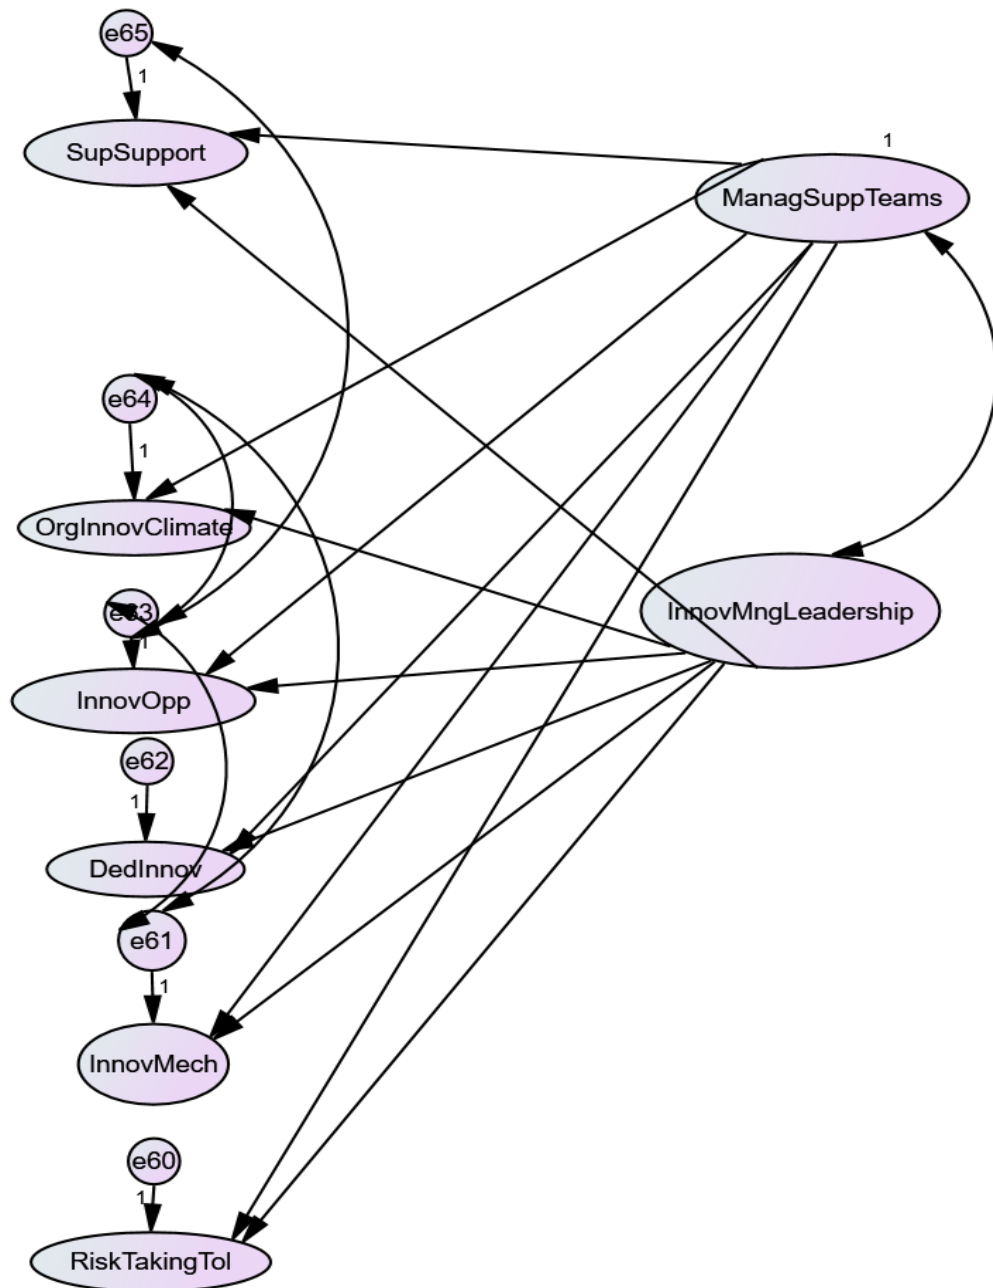 e65
1
SupSupport
1
ManagSuppTeams
e64
1
OrgInnovClimate
e63
1
InnovMngLeadership
InnovOpp
e62
1
DedInnov
e61
1
InnovMech
e60
1
RiskTakingTol